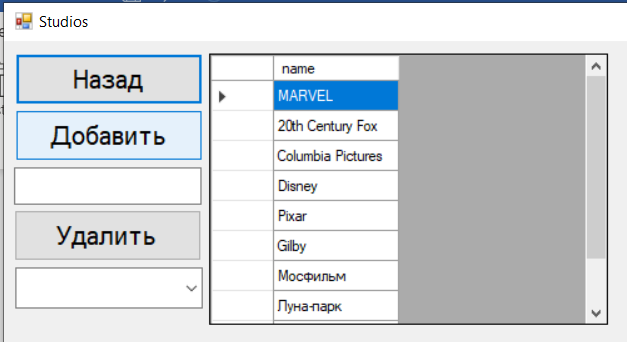 Studios
Назад
Добавить
Удалить
name
MARVEL
20th Century Fox
Columbia Pictures
Disney
Pixar
Gilby
Мосфильм
Луна-парк